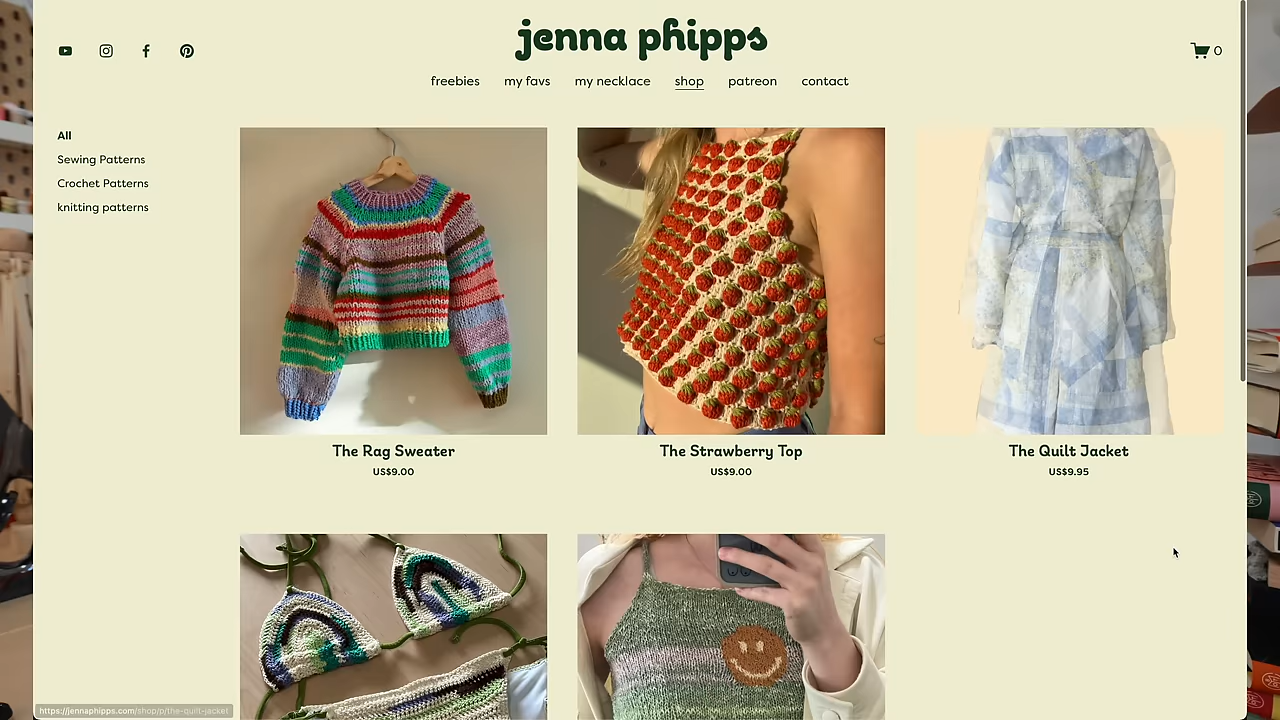 jenna phipps
0
freebies my favs my necklace shop patreon contact
All
Sewing Patterns
Crochet Patterns
knitting patterns
The Rag Sweater
US$9.00
The Strawberry Top
US$9.00
The Quilt Jacket
US$9.95
https://jennaphipps.com/shop/p/the-quilt-jacket